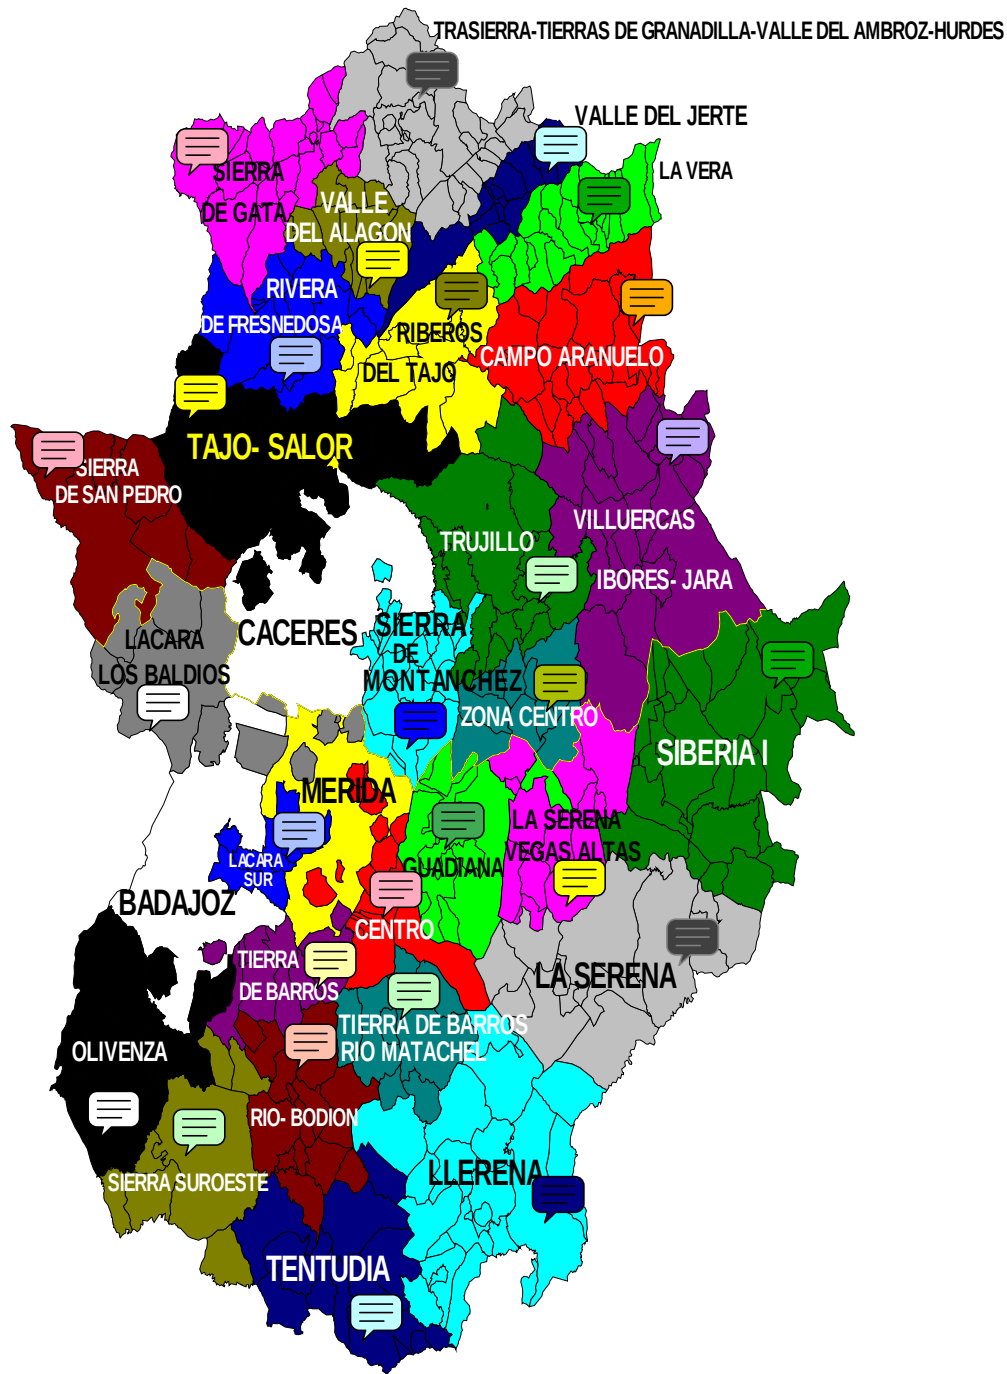 TRASIERRA-TIERRAS DE GRANADILLA-VALLE DEL AMBROZ-HURDES
VALLE DEL JERTE
LA VERA
SIERRA
DE GATA
VALLE
DEL ALAGON
RIVERA
DE FRESNEDOSA
RIBEROS
DEL TAJO
CAMPO ARANUELO
TAJO- SALOR
SIERRA
DE SAN PEDRO
TRUJILLO
VILLUERCAS
IBORES- JARA
LACARA
LOS BALDIOS
CACERES
SIERRA
DE
MONTANCHEZ
ZONA CENTRO
SIBERIA I
MERIDA
LA SERENA
VEGAS ALTAS
GUADIANA
LACARA
SUR
BADAJOZ
CENTRO
TIERRA
DE BARROS
LA SERENA
TIERRA DE BARROS
RIO MATACHEL
OLIVENZA
RIO- BODION
SIERRA SUROESTE
LLERENA
TENTUDIA